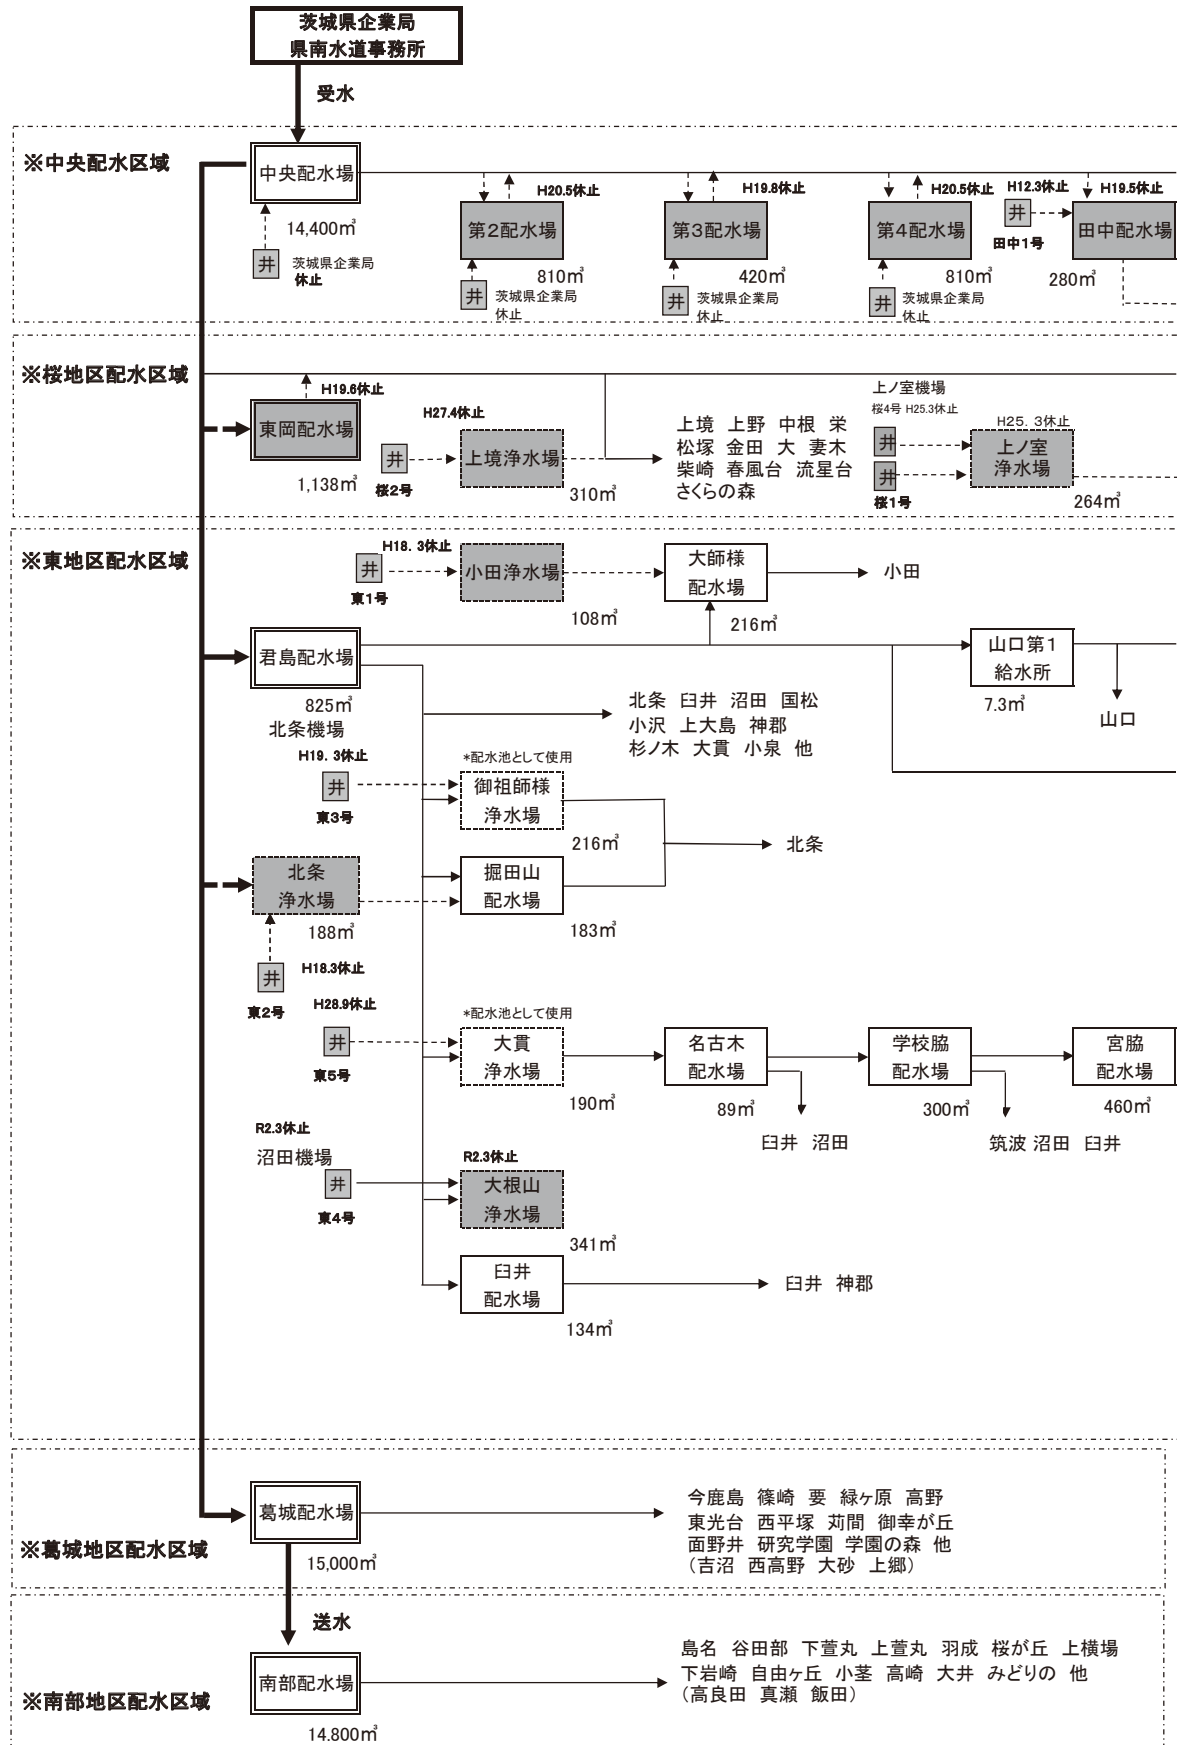 茨城県企業局
県南水道事務所
受水
※中央配水区域
中央配水場
14,400㎥
井
茨城県企業局
休止
H20.5休止
第2配水場
810㎥
井
茨城県企業局
休止
H19.8休止
第3配水場
420㎥
井
茨城県企業局
休止
H20.5休止
第4配水場
810㎥
井
茨城県企業局
休止
H12.3休止
井
田中1号
H19.5休止
田中配水場
280㎥
※桜地区配水区域
H19.6休止
東岡配水場
1,138㎥
H27.4休止
井
桜2号
上境浄水場
310㎥
上境 上野 中根 栄
松塚 金田 大 妻木
柴崎 春風台 流星台
さくらの森
上ノ室機場
桜4号 H25.3休止
井
井
桜1号
H25.3休止
上ノ室
浄水場
264㎥
※東地区配水区域
H18.3休止
井
東1号
小田浄水場
108㎥
大師様
配水場
216㎥
小田
君島配水場
825㎥
山口第1
給水所
7.3㎥
山口
北条 臼井 沼田 国松
小沢 上大島 神郡
杉ノ木 大貫 小泉 他
北条機場
H19.3休止
井
東3号
*配水池として使用
御祖師様
浄水場
216㎥
北条
北条
浄水場
188㎥
掘田山
配水場
183㎥
井
H18.3休止
東2号
H28.9休止
井
東5号
*配水池として使用
大貫
浄水場
190㎥
名古木
配水場
89㎥
臼井 沼田
学校脇
配水場
300㎥
筑波 沼田 臼井
宮脇
配水場
460㎥
R2.3休止
沼田機場
井
東4号
R2.3休止
大根山
浄水場
341㎥
臼井
配水場
134㎥
臼井 神郡
※葛城地区配水区域
葛城配水場
15,000㎥
今鹿島 篠崎 要 緑ヶ原 高野
東光台 西平塚 苅間 御幸が丘
面野井 研究学園 学園の森 他
(吉沼 西高野 大砂 上郷)
送水
※南部地区配水区域
南部配水場
14.800㎥
島名 谷田部 下萱丸 上萱丸 羽成 桜が丘 上横場
下岩崎 自由ヶ丘 小茎 高崎 大井 みどりの 他
(高良田 真瀬 飯田)